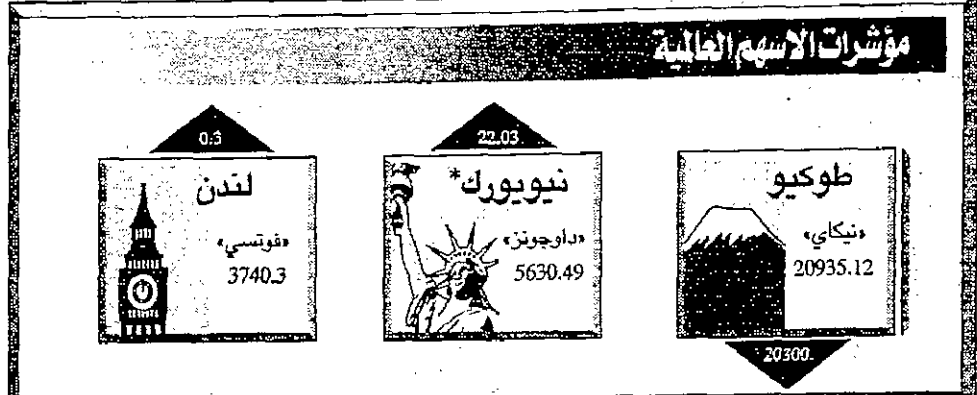 مؤشرات الاسهم العالمية
طوكيو
«نيكاي»
20935.12
20300.
نيويورك*
22.03
«داوجونز»
5630.49
لندن
0.3
«فوتسي»
3740.3